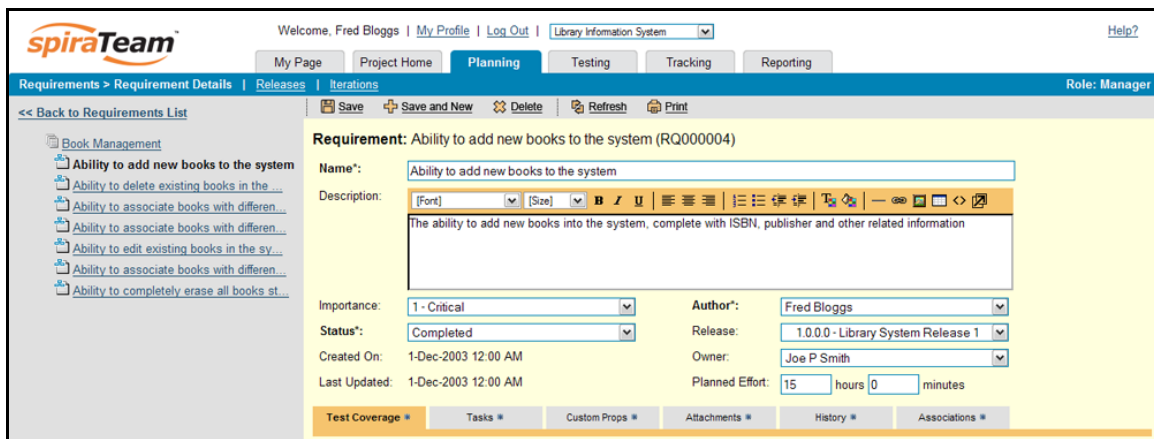 spiraTeam
Welcome, Fred Bloggs | My Profile | Log Out | Library Information System
Help?
My Page Project Home Planning Testing Tracking Reporting
Requirements > Requirement Details | Releases | Iterations
Role: Manager
<< Back to Requirements List
Save Save and New Delete Refresh Print
Book Management
Ability to add new books to the system
Ability to delete existing books in the ...
Ability to associate books with differen...
Ability to associate books with differen...
Ability to edit existing books in the sy...
Ability to associate books with differen...
Ability to completely erase all books st...
Requirement: Ability to add new books to the system (RQ000004)
Name*: Ability to add new books to the system
Description: [Font] [Size] B I U
The ability to add new books into the system, complete with ISBN, publisher and other related information
Importance: 1 - Critical Author*: Fred Bloggs
Status*: Completed Release: 1.0.0.0 - Library System Release 1
Created On: 1-Dec-2003 12:00 AM Owner: Joe P Smith
Last Updated: 1-Dec-2003 12:00 AM Planned Effort: 15 hours 0 minutes
Test Coverage Tasks Custom Props Attachments History Associations